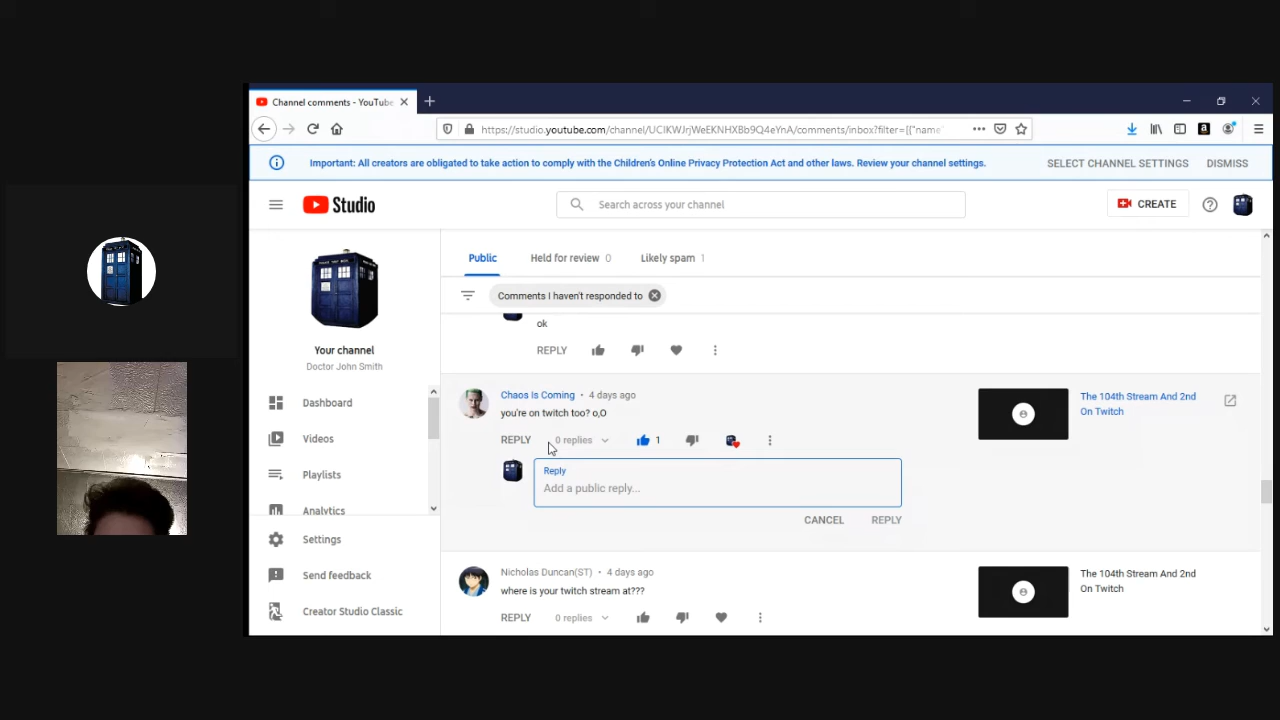 Channel comments - YouTube
https://studio.youtube.com/channel/UCIKWJrjWeEKNHXBb9Q4eYnA/comments/inbox?filter=[{"name"
Important: All creators are obligated to take action to comply with the Children's Online Privacy Protection Act and other laws. Review your channel settings.
SELECT CHANNEL SETTINGS
DISMISS
Studio
Search across your channel
CREATE
Your channel
Doctor John Smith
Dashboard
Videos
Playlists
Analytics
Settings
Send feedback
Creator Studio Classic
Public
Held for review 0
Likely spam 1
Comments I haven't responded to
ok
REPLY
Chaos Is Coming • 4 days ago
you're on twitch too? o,O
REPLY 0 replies 1
Reply
Add a public reply...
CANCEL REPLY
The 104th Stream And 2nd
On Twitch
Nicholas Duncan(ST) • 4 days ago
where is your twitch stream at???
REPLY 0 replies
The 104th Stream And 2nd
On Twitch